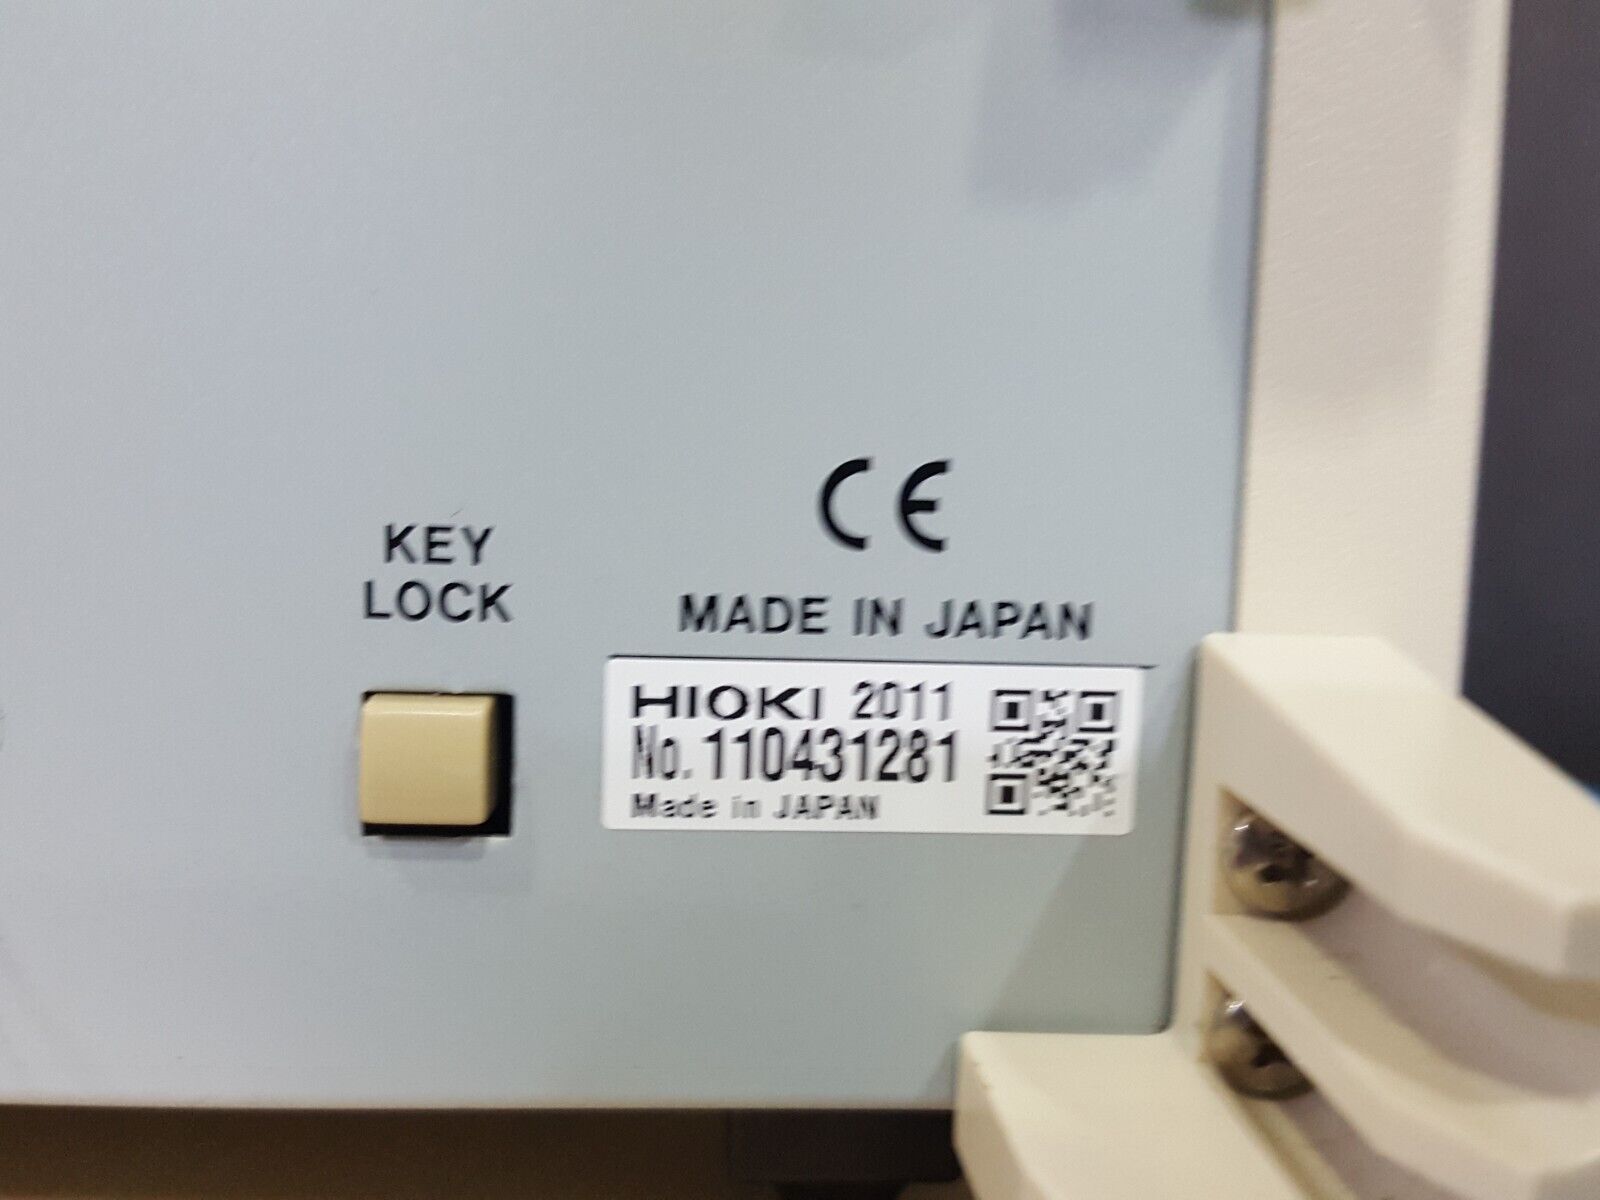 CE
KEY
LOCK
MADE IN JAPAN
HIOKI 2011
No. 110431281
Made in JAPAN